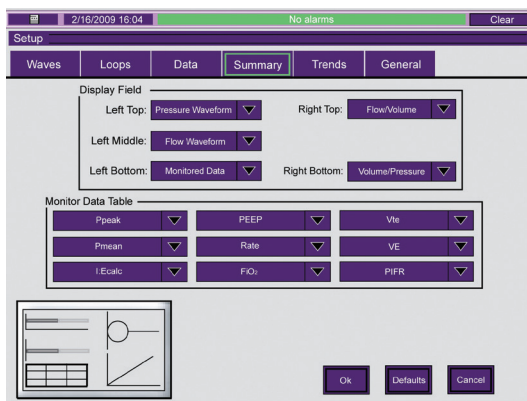 2/16/2009 16:04 No alarms Clear
Setup
Waves Loops Data Summary Trends General
Display Field
Left Top: Pressure Waveform Right Top: Flow/Volume
Left Middle: Flow Waveform
Left Bottom: Monitored Data Right Bottom: Volume/Pressure
Monitor Data Table
Ppeak PEEP Vte
Pmean Rate VE
I:Ecalc FiO₂ PIFR
Ok Defaults Cancel